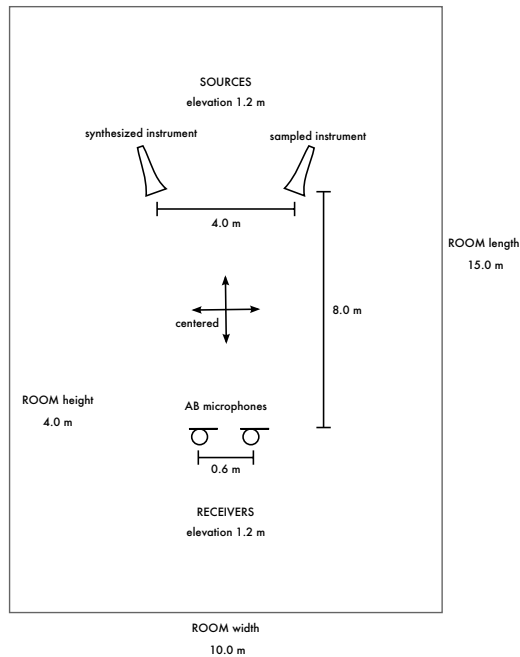 SOURCES
elevation 1.2 m
synthesized instrument
sampled instrument
4.0 m
ROOM length
15.0 m
8.0 m
centered
ROOM height
4.0 m
AB microphones
0.6 m
RECEIVERS
elevation 1.2 m
ROOM width
10.0 m